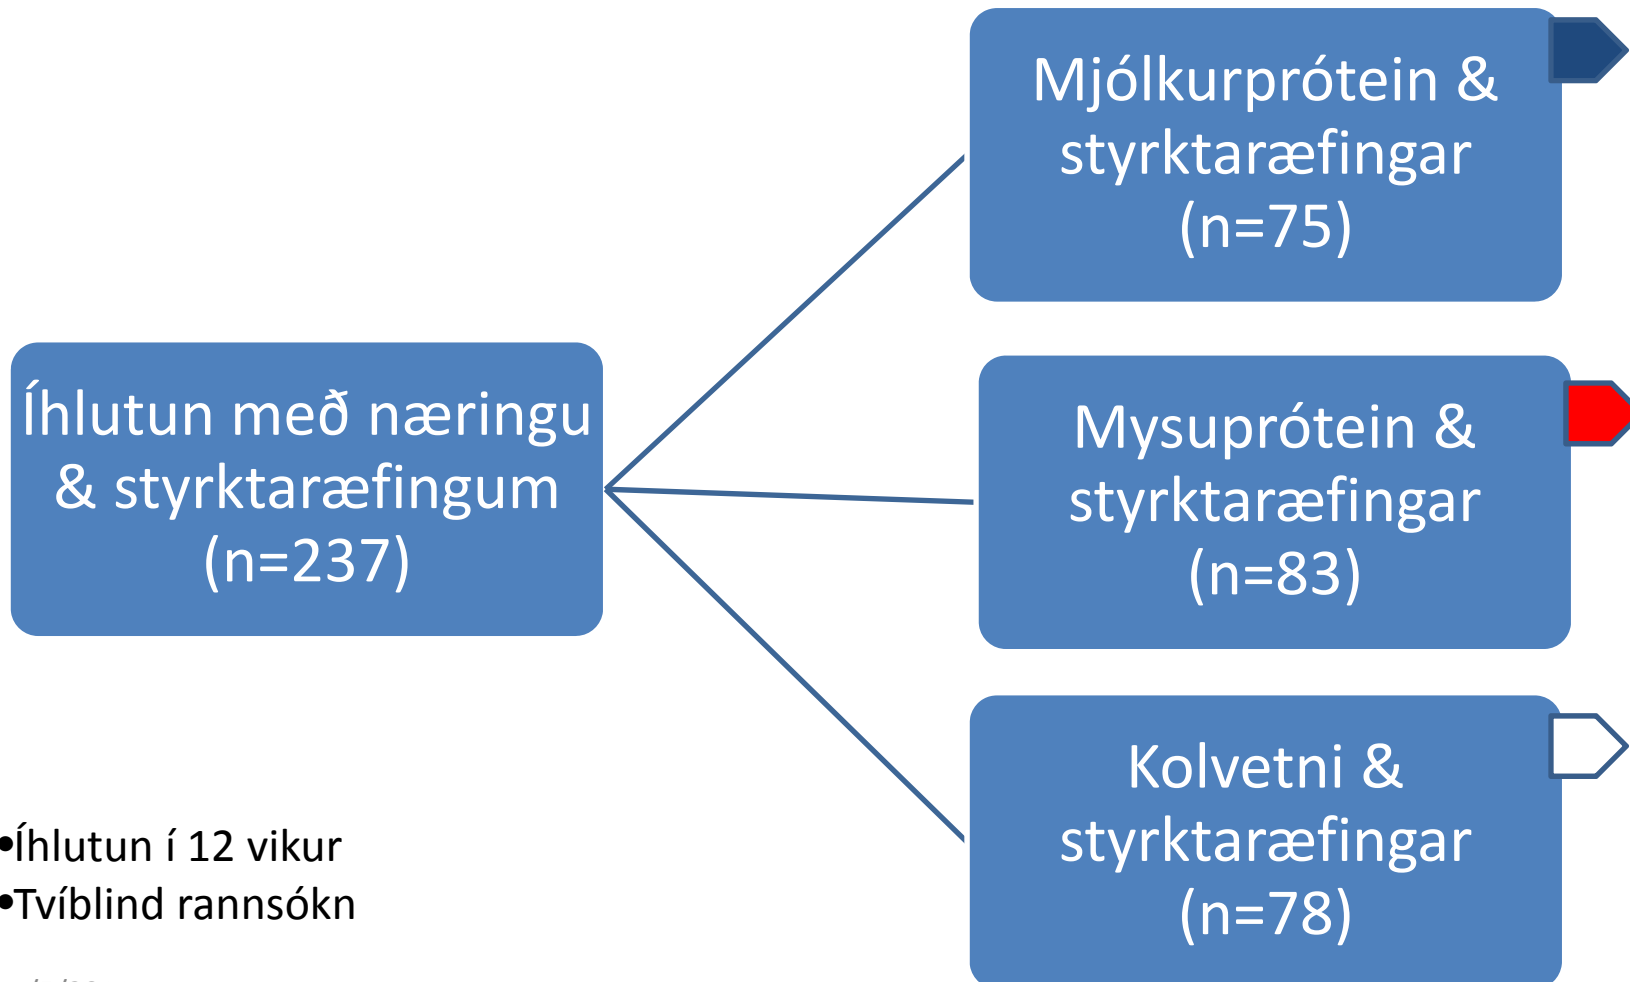 Mjólkurprótein &
styrktaræfingar
(n=75)
Íhlutun með næringu
& styrktaræfingum
(n=237)
Mysuprótein &
styrktaræfingar
(n=83)
Kolvetni &
styrktaræfingar
(n=78)
•Íhlutun í 12 vikur
•Tvíblind rannsókn